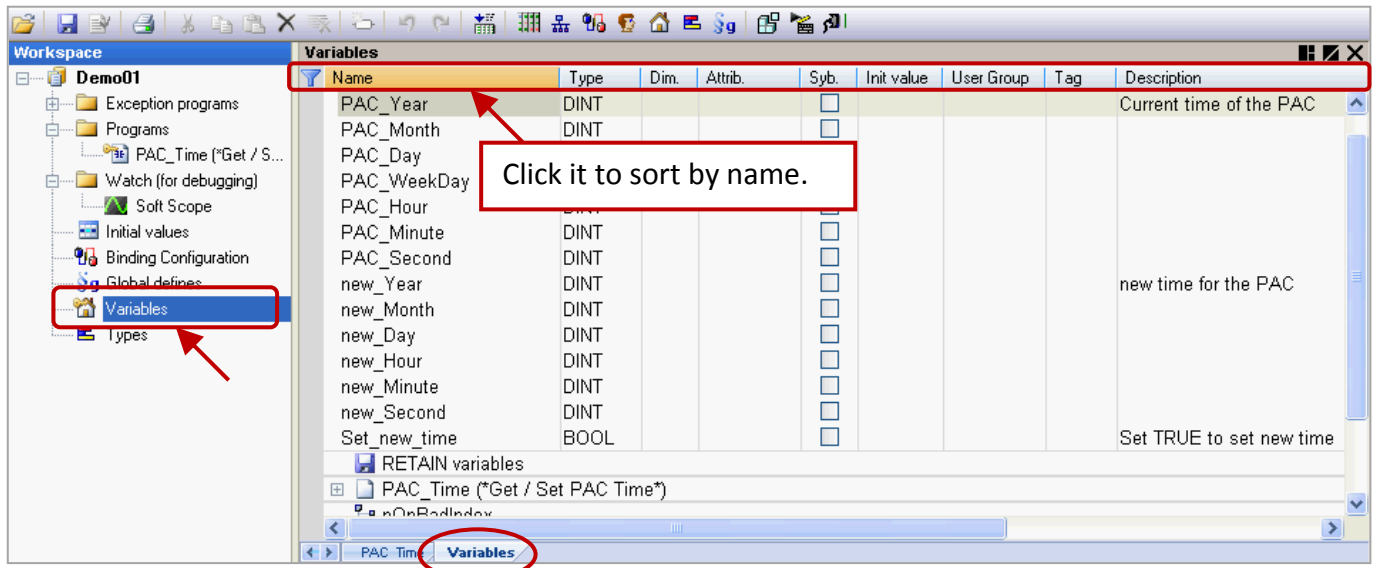 Workspace
Variables
Demo01
Name Type Dim. Attrib. Syb. Init value User Group Tag Description
Exception programs
PAC_Year DINT Current time of the PAC
Programs
PAC_Month DINT
PAC_Time (*Get / S...
PAC_Day
Click it to sort by name.
Watch (for debugging)
PAC_WeekDay
Soft Scope
PAC_Hour DINT
Initial values
PAC_Minute DINT
Binding Configuration
PAC_Second DINT
Global defines
new_Year DINT new time for the PAC
Variables
new_Month DINT
Types
new_Day DINT
new_Hour DINT
new_Minute DINT
new_Second DINT
Set_new_time BOOL Set TRUE to set new time
RETAIN variables
PAC_Time (*Get / Set PAC Time*)
nOnBadIndex
PAC Time Variables